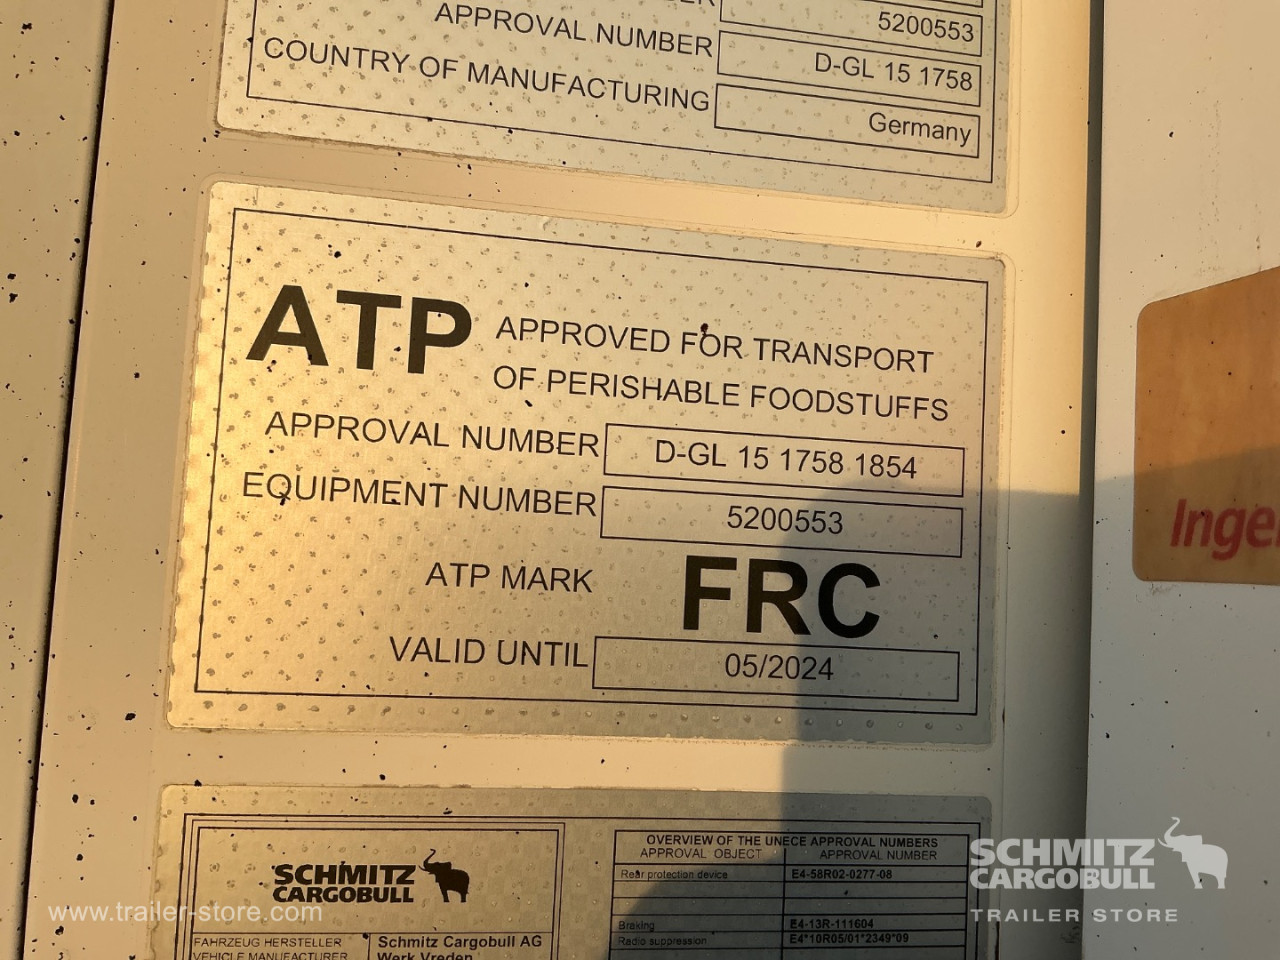 5200553
APPROVAL NUMBER D-GL 15 1758
COUNTRY OF MANUFACTURING Germany
ATP APPROVED FOR TRANSPORT
OF PERISHABLE FOODSTUFFS
APPROVAL NUMBER D-GL 15 1758 1854
EQUIPMENT NUMBER 5200553
ATP MARK FRC
VALID UNTIL 05/2024
Inge
SCHMITZ
CARGOBULL
FAHRZEUG HERSTELLER Schmitz Cargobull AG
VEHICLE MANUFACTURER Werk Vreden
OVERVIEW OF THE UNECE APPROVAL NUMBERS
APPROVAL OBJECT APPROVAL NUMBER
Rear protection device E4-58R02-0277-08
Braking E4-13R-111604
Radio suppression E4*10R05/01*2349*09
www.trailer-store.com
SCHMITZ
CARGOBULL
TRAILER STORE